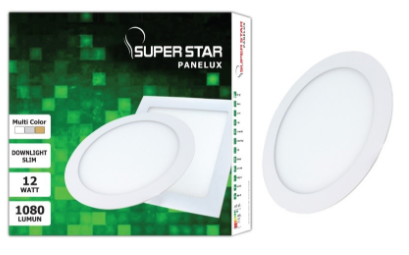 SUPER STAR
PANELUX
Multi Color
DOWNLIGHT
SLIM
12
WATT
1080
LUMUN